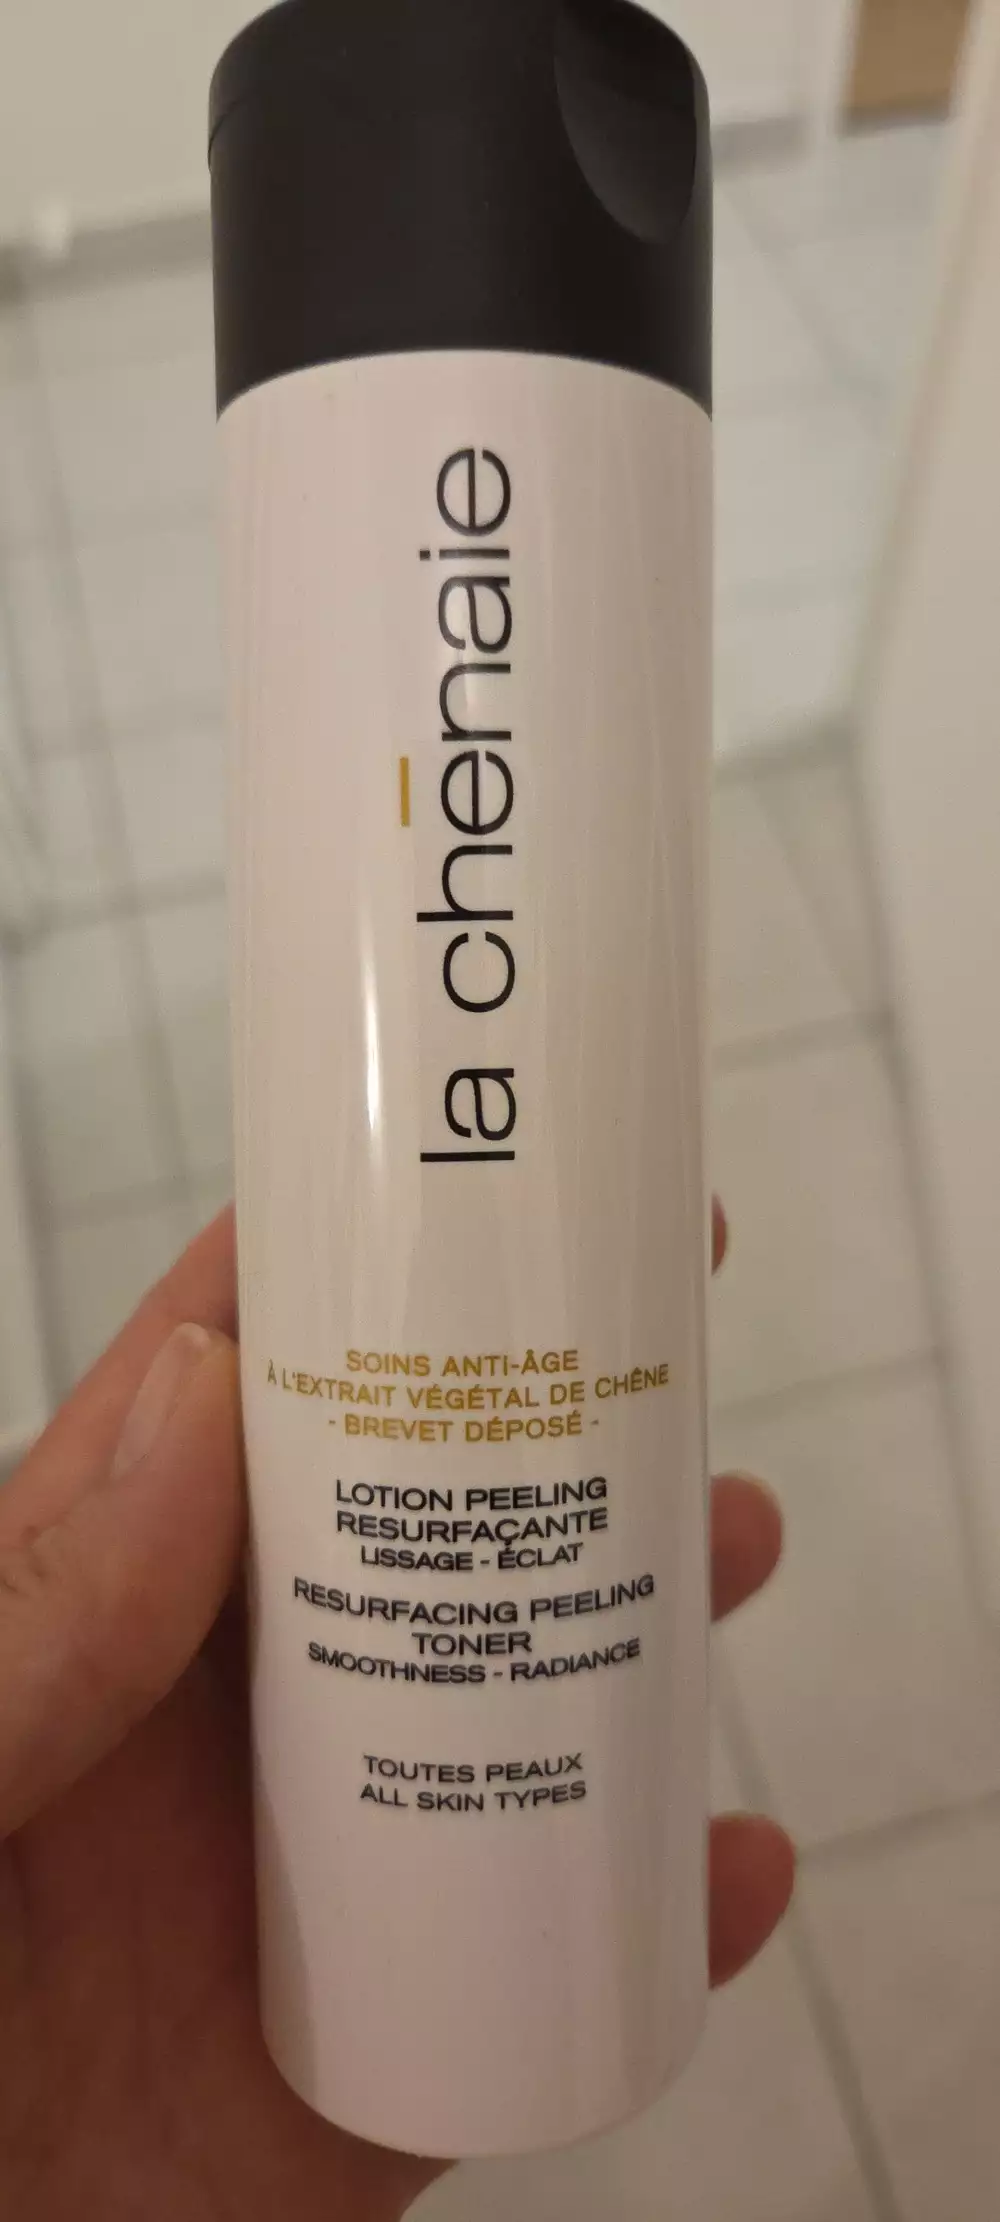 la chēnaie
SOINS ANTI-ÂGE
À L'EXTRAIT VÉGÉTAL DE CHÊNE
- BREVET DÉPOSÉ -
LOTION PEELING
RESURFAÇANTE
LISSAGE - ÉCLAT
RESURFACING PEELING
TONER
SMOOTHNESS - RADIANCE
TOUTES PEAUX
ALL SKIN TYPES